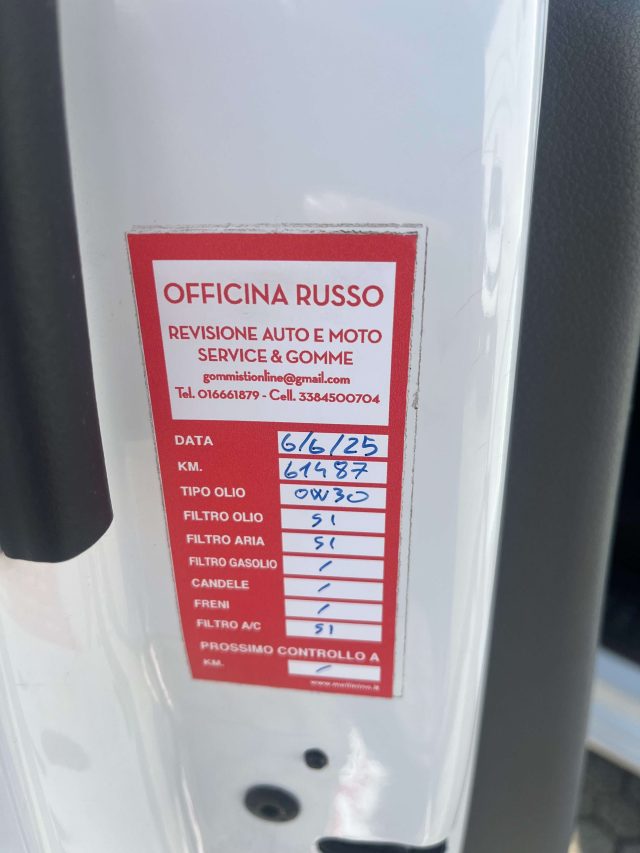 OFFICINA RUSSO
REVISIONE AUTO E MOTO
SERVICE & GOMME
gommistionline@gmail.com
Tel. 016661879 - Cell. 3384500704
DATA 6/6/25
KM. 61487
TIPO OLIO 0W30
FILTRO OLIO SI
FILTRO ARIA SI
FILTRO GASOLIO /
CANDELE /
FRENI /
FILTRO A/C SI
PROSSIMO CONTROLLO A
KM. /